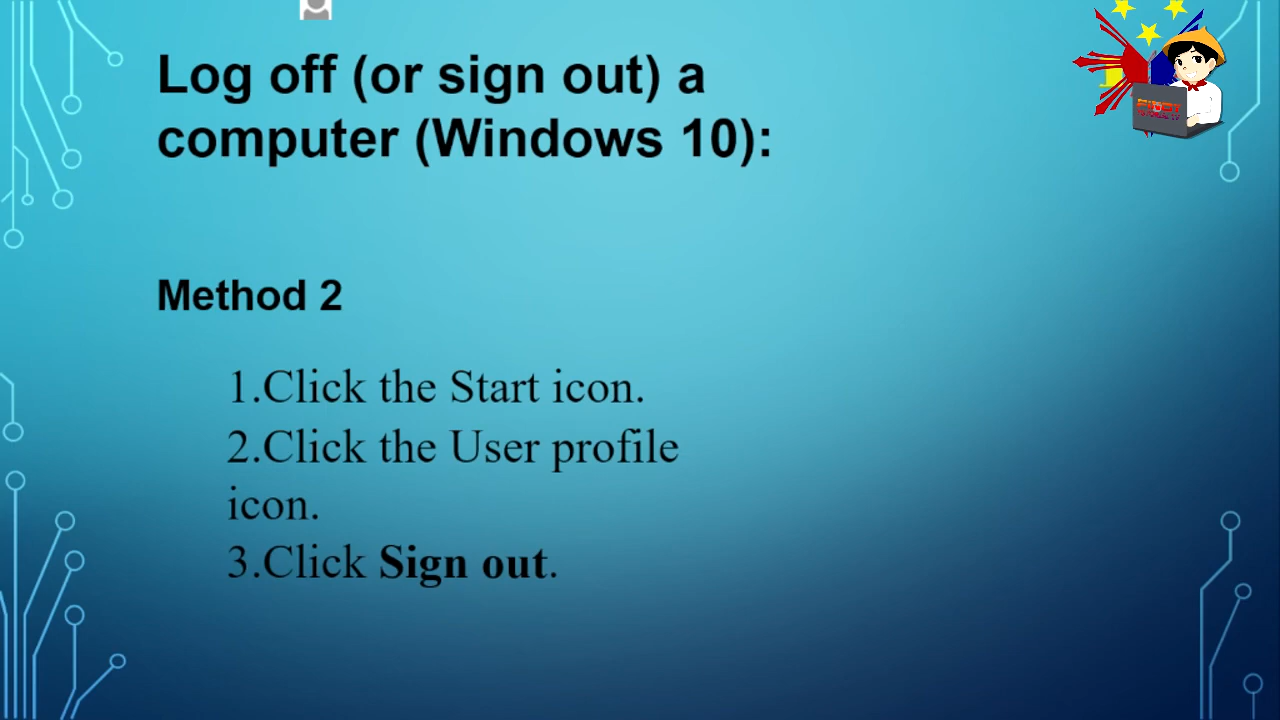 Log off (or sign out) a
computer (Windows 10):
Method 2
1.Click the Start icon.
2.Click the User profile
icon.
3.Click Sign out.